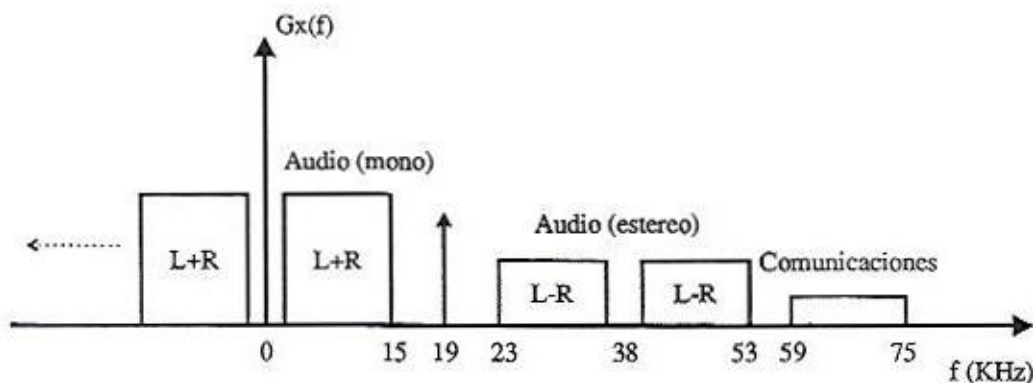 Gx(f)
Audio (mono)
Audio (estereo)
Comunicaciones
L+R
L+R
L-R
L-R
0
15
19
23
38
53
59
75
f (KHz)